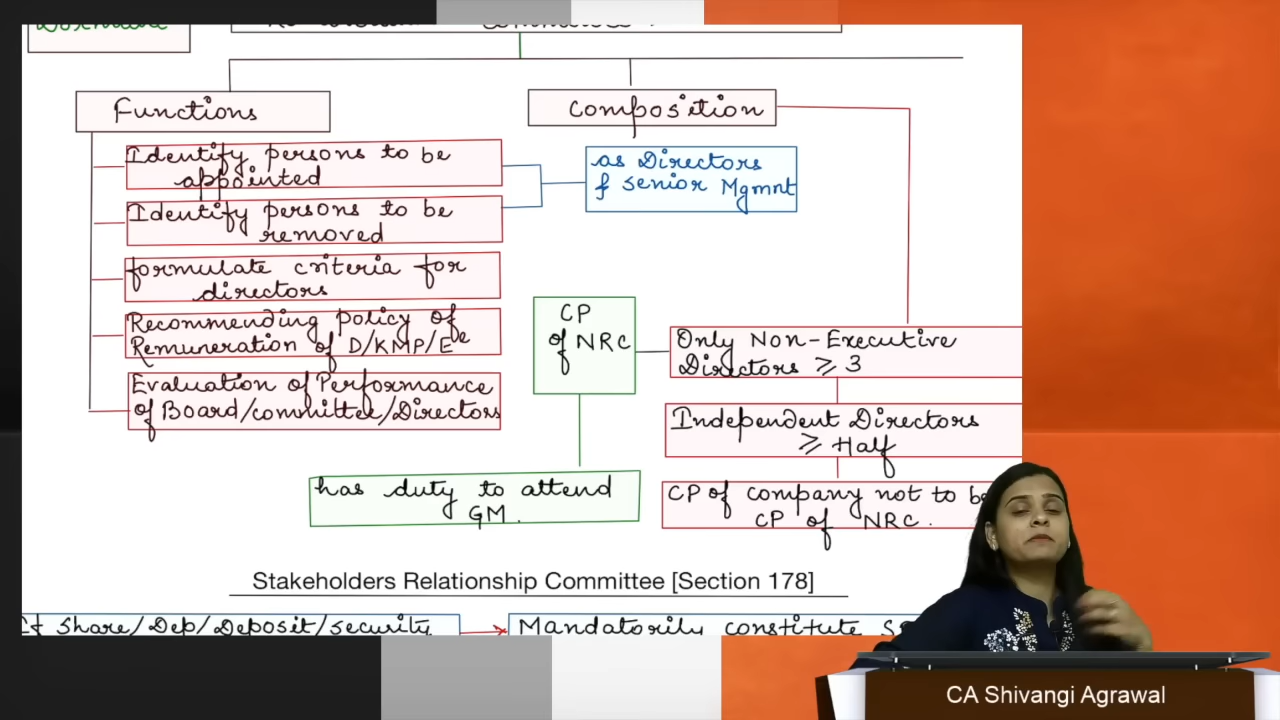 Functions
Composition
Identify persons to be
appointed
as Directors
& senior Mgmnt
Identify persons to be
removed
formulate criteria for
directors
Recommending policy of
Remuneration of D/KMP/Ee
Evaluation of Performance
of Board/committee/Directors
CP
of NRC
Only Non-Executive
Directors ≥ 3
Independent Directors
≥ Half
CP of company not to be
CP of NRC.
has duty to attend
GM.
Stakeholders Relationship Committee [Section 178]
If share/Dep/Deposit/security
Mandatorily constitute
CA Shivangi Agrawal